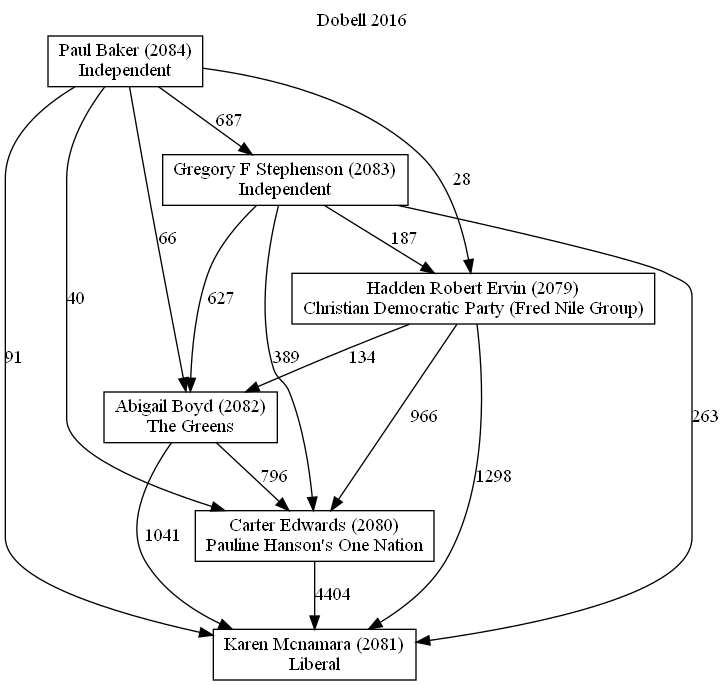 Dobell 2016
Paul Baker (2084)
Independent
687
Gregory F Stephenson (2083)
Independent
28
66
187
627
Hadden Robert Ervin (2079)
Christian Democratic Party (Fred Nile Group)
40
91
389
134
263
Abigail Boyd (2082)
The Greens
966
796
1298
Carter Edwards (2080)
Pauline Hanson's One Nation
1041
4404
Karen Mcnamara (2081)
Liberal